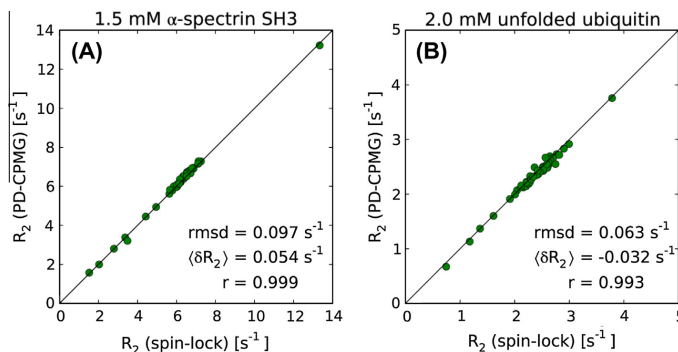 1.5 mM α-spectrin SH3
(A)
R₂ (PD-CPMG) [s⁻¹]
14
12
10
8
6
4
2
0
rmsd = 0.097 s⁻¹
⟨δR₂⟩ = 0.054 s⁻¹
r = 0.999
0 2 4 6 8 10 12 14
R₂ (spin-lock) [s⁻¹]
2.0 mM unfolded ubiquitin
(B)
R₂ (PD-CPMG) [s⁻¹]
5
4
3
2
1
0
rmsd = 0.063 s⁻¹
⟨δR₂⟩ = -0.032 s⁻¹
r = 0.993
0 1 2 3 4 5
R₂ (spin-lock) [s⁻¹]